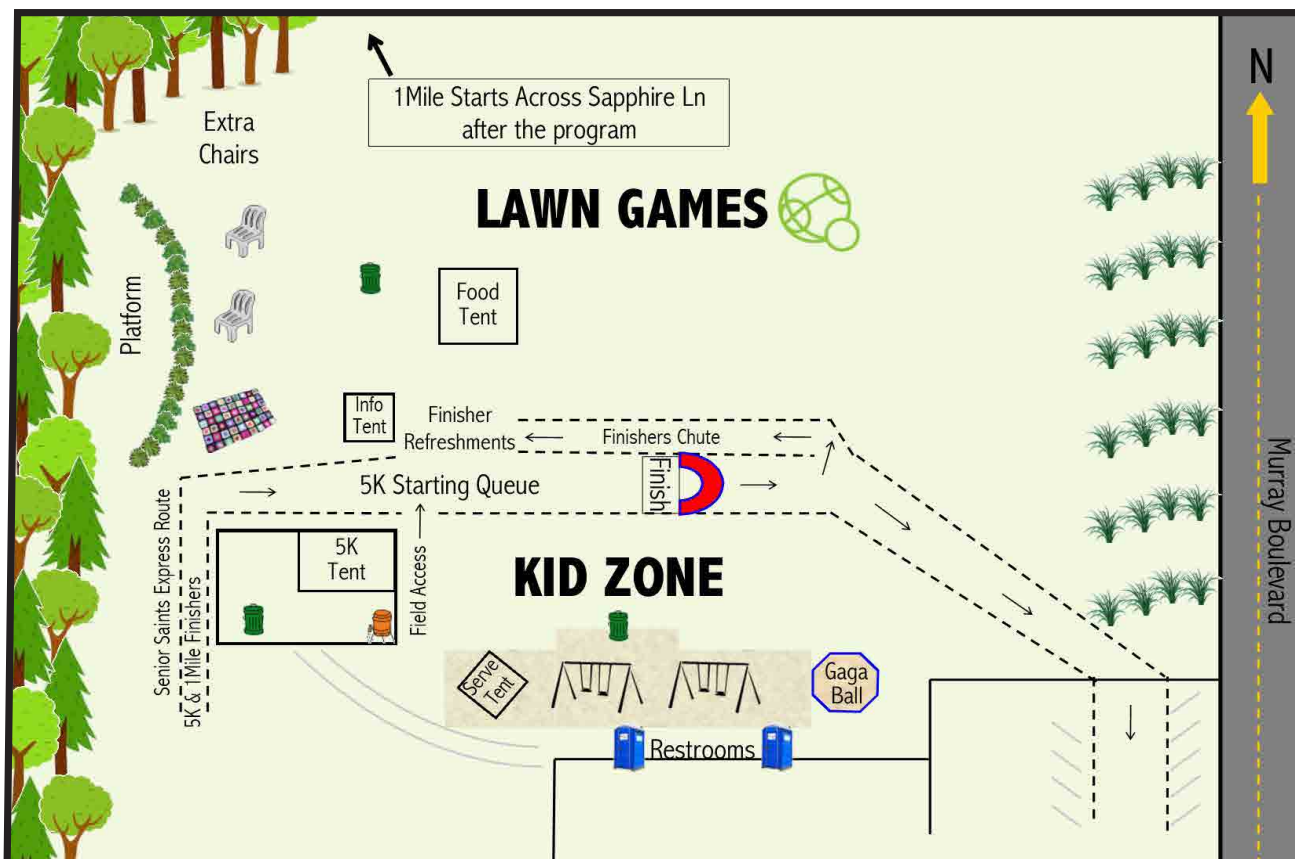 1Mile Starts Across Sapphire Ln
after the program
N
Extra
Chairs
LAWN GAMES
Platform
Food
Tent
Info
Tent
Finisher
Refreshments
Finishers Chute
5K Starting Queue
Finish
Murray Boulevard
Senior Saints Express Route
5K & 1Mile Finishers
5K
Tent
Field Access
KID ZONE
Serve
Tent
Gaga
Ball
Restrooms